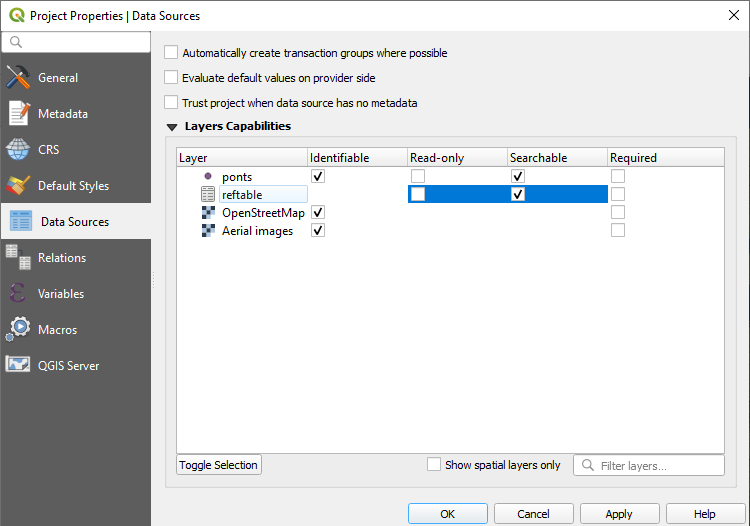 Project Properties | Data Sources
General
Metadata
CRS
Default Styles
Data Sources
Relations
Variables
Macros
QGIS Server
Automatically create transaction groups where possible
Evaluate default values on provider side
Trust project when data source has no metadata
Layers Capabilities
Layer Identifiable Read-only Searchable Required
ponts
reftable
OpenStreetMap
Aerial images
Toggle Selection Show spatial layers only Filter layers...
OK Cancel Apply Help